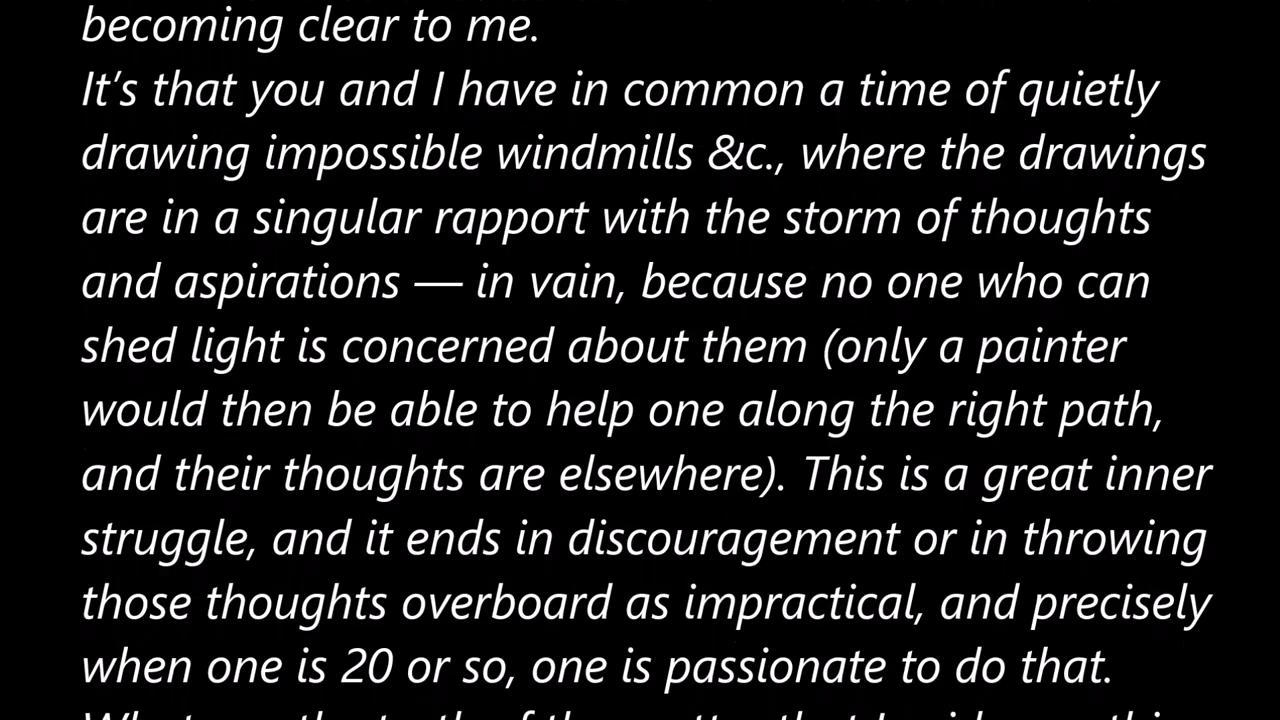 becoming clear to me.
It's that you and I have in common a time of quietly
drawing impossible windmills &c., where the drawings
are in a singular rapport with the storm of thoughts
and aspirations — in vain, because no one who can
shed light is concerned about them (only a painter
would then be able to help one along the right path,
and their thoughts are elsewhere). This is a great inner
struggle, and it ends in discouragement or in throwing
those thoughts overboard as impractical, and precisely
when one is 20 or so, one is passionate to do that.